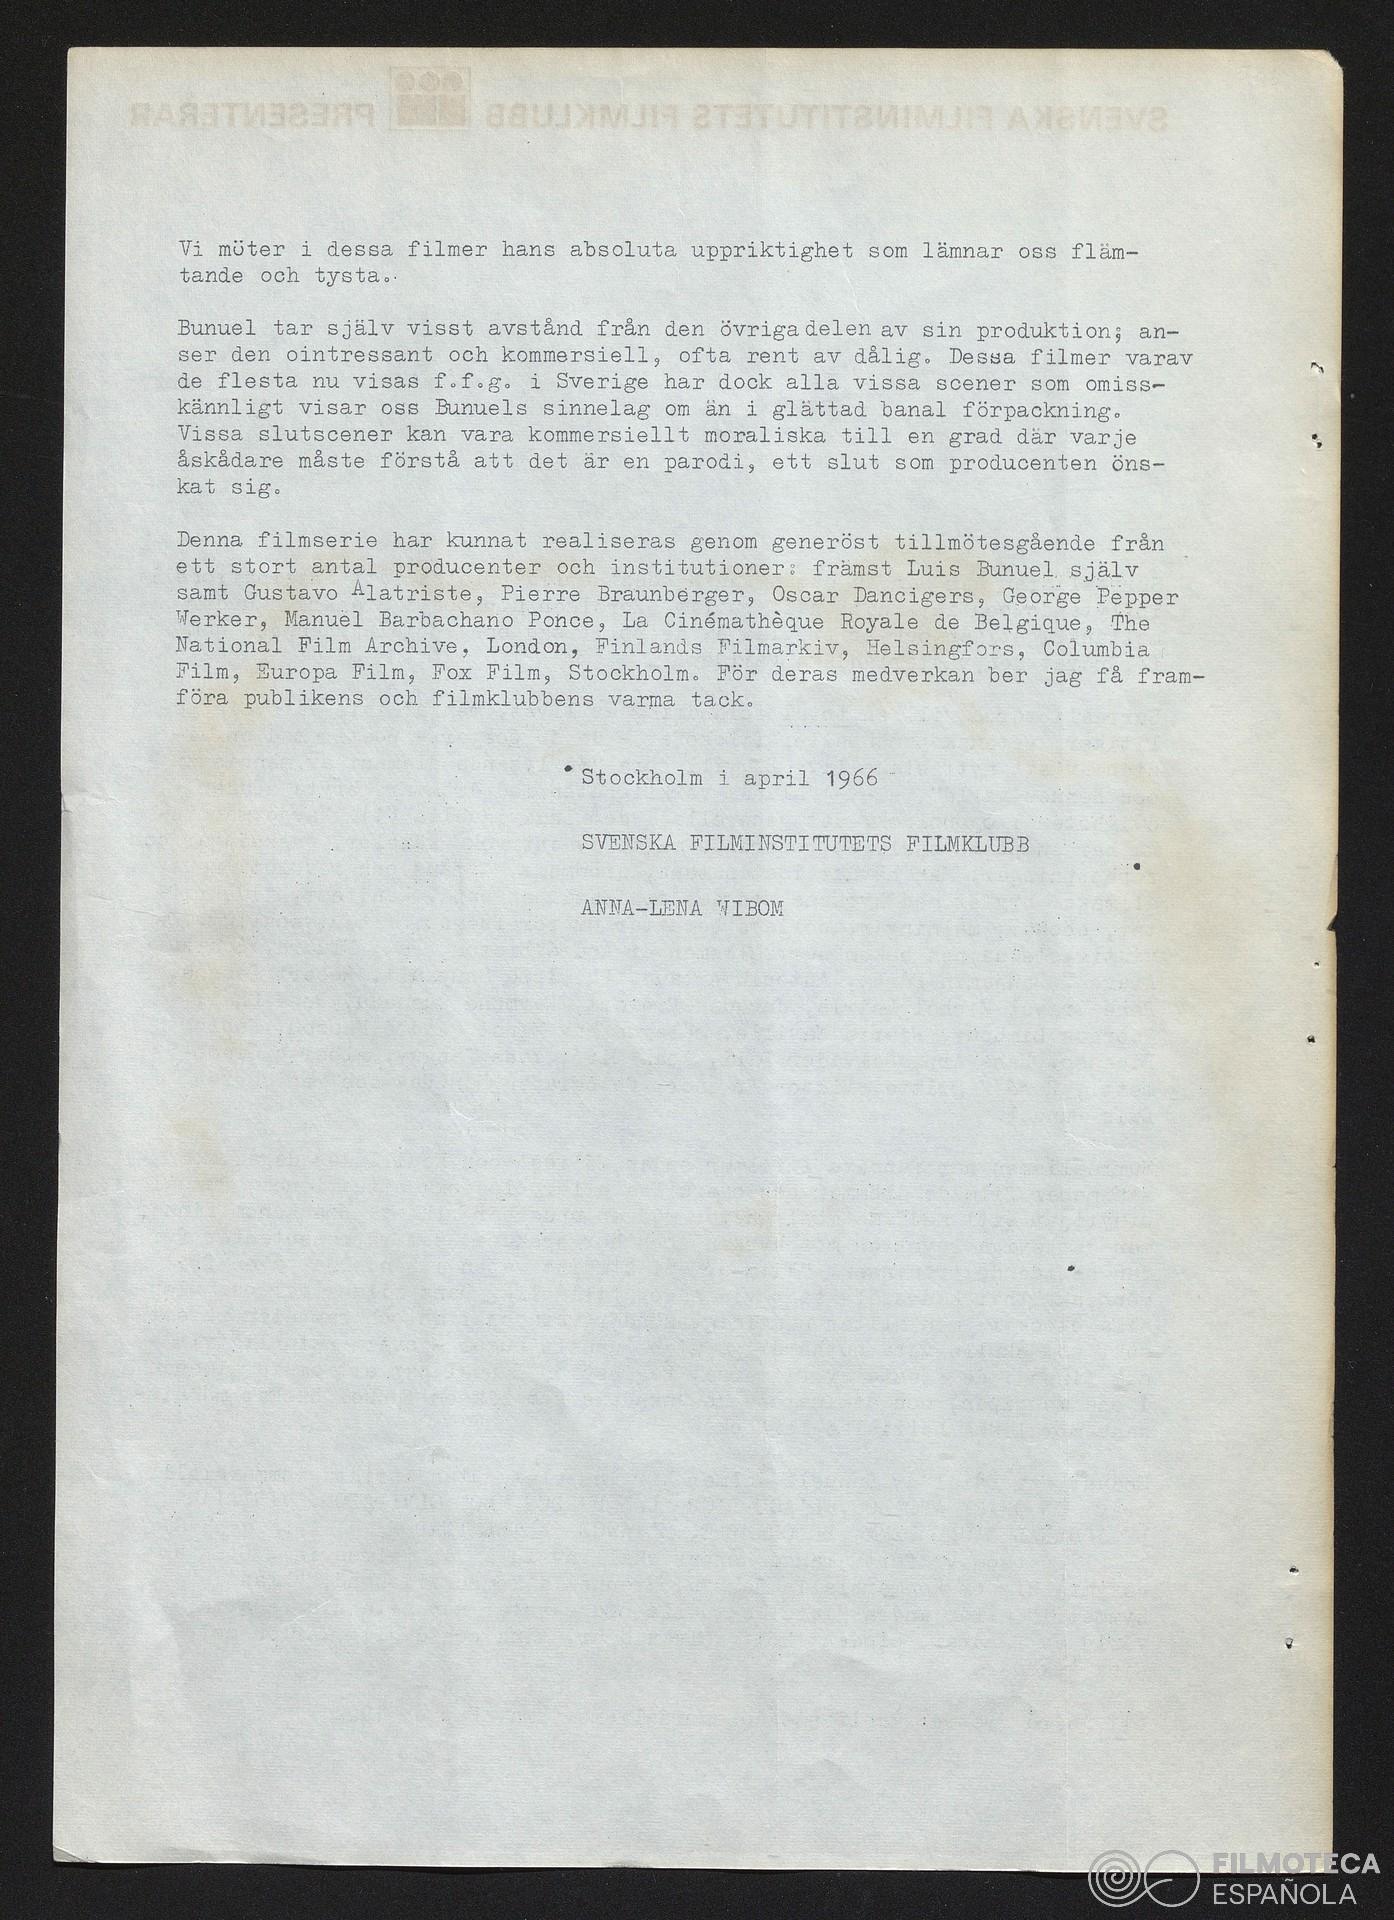 SVENSKA FILMINSTITUTETS FILMKLUBB PRESENTERAR
Vi möter i dessa filmer hans absoluta uppriktighet som lämnar oss fläm-
tande och tysta.
Bunuel tar själv visst avstånd från den övriga delen av sin produktion; an-
ser den ointressant och kommersiell, ofta rent av dålig. Dessa filmer varav
de flesta nu visas f.f.g. i Sverige har dock alla vissa scener som omiss-
kännligt visar oss Bunuels sinnelag om än i glättad banal förpackning.
Vissa slutscener kan vara kommersiellt moraliska till en grad där varje
åskådare måste förstå att det är en parodi, ett slut som producenten öns-
kat sig.
Denna filmserie har kunnat realiseras genom generöst tillmötesgående från
ett stort antal producenter och institutioner: främst Luis Bunuel själv
samt Gustavo Alatriste, Pierre Braunberger, Oscar Dancigers, George Pepper
Werker, Manuel Barbachano Ponce, La Cinémathèque Royale de Belgique, The
National Film Archive, London, Finlands Filmarkiv, Helsingfors, Columbia
Film, Europa Film, Fox Film, Stockholm. För deras medverkan ber jag få fram-
föra publikens och filmklubbens varma tack.
Stockholm i april 1966
SVENSKA FILMINSTITUTETS FILMKLUBB
ANNA-LENA WIBOM
FILMOTECA
ESPAÑOLA